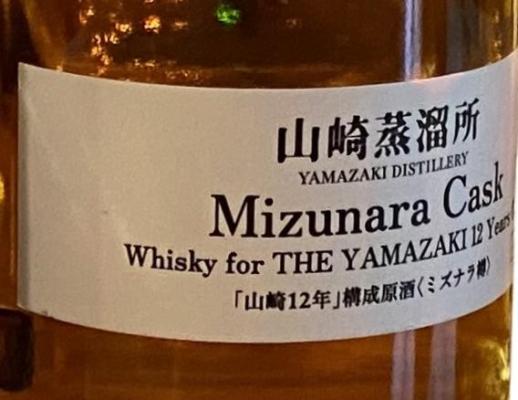 山崎蒸溜所
YAMAZAKI DISTILLERY
Mizunara Cask
Whisky for THE YAMAZAKI 12 Years
「山崎12年」構成原酒〈ミズナラ樽〉